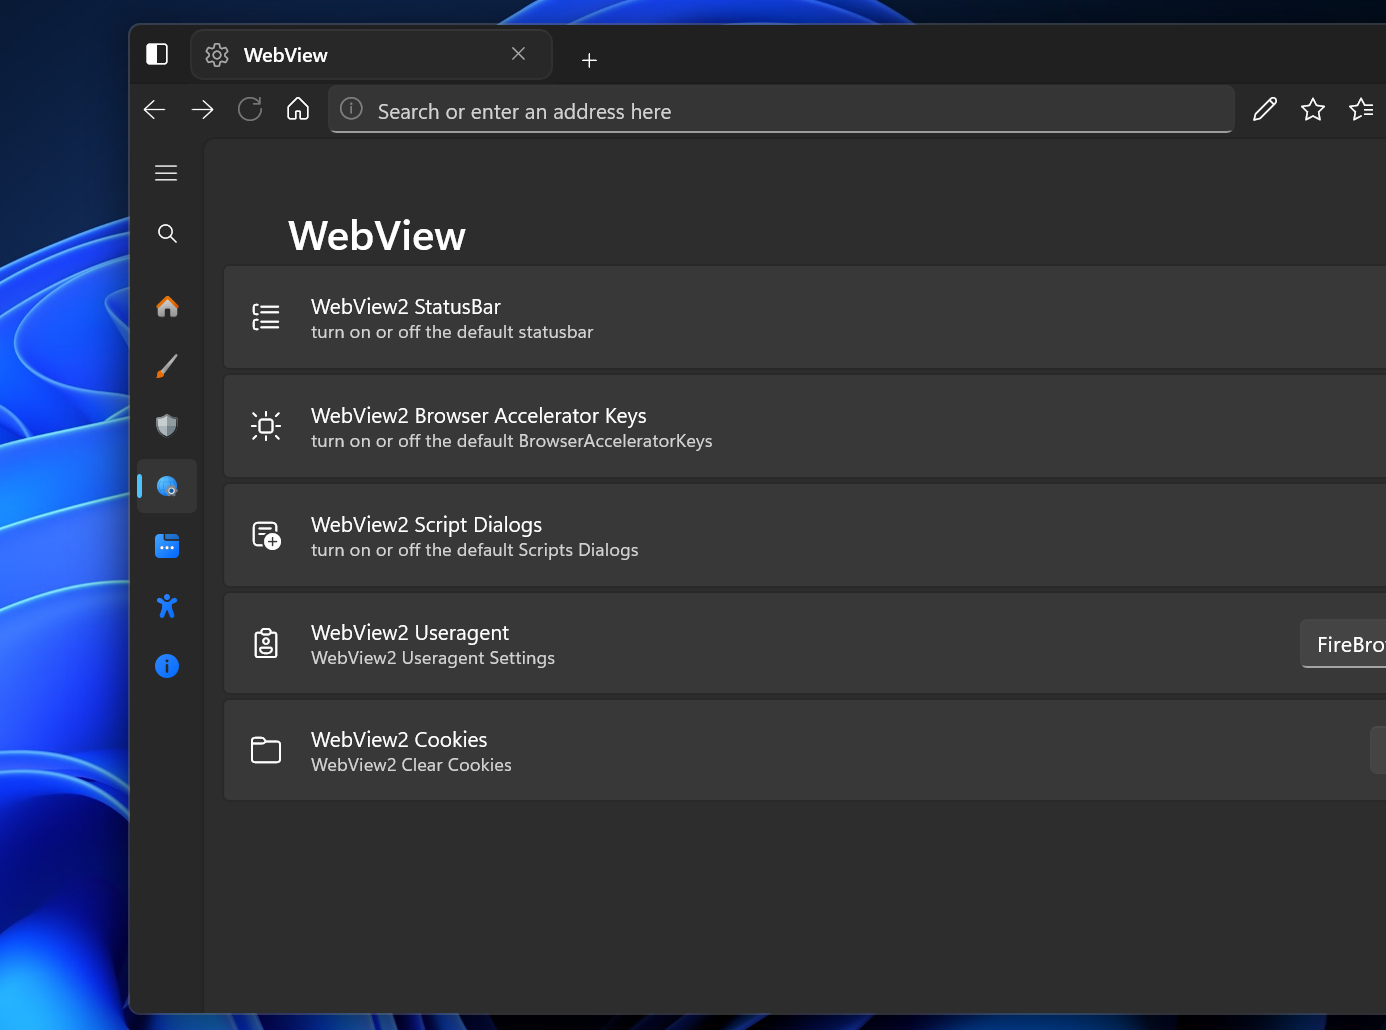 WebView
Search or enter an address here
WebView
WebView2 StatusBar
turn on or off the default statusbar
WebView2 Browser Accelerator Keys
turn on or off the default BrowserAcceleratorKeys
WebView2 Script Dialogs
turn on or off the default Scripts Dialogs
WebView2 Useragent
WebView2 Useragent Settings
FireBro
WebView2 Cookies
WebView2 Clear Cookies